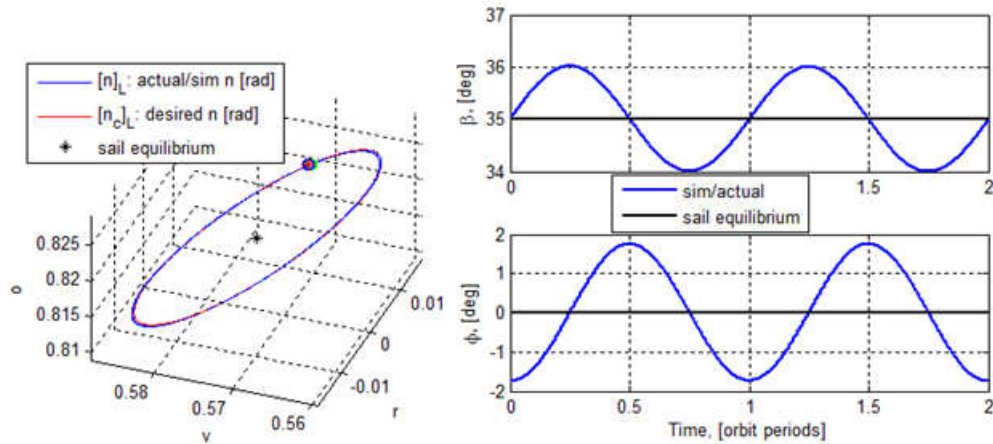 [n]L: actual/sim n [rad]
[nc]L: desired n [rad]
sail equilibrium
0.825
0.82
0.815
0.81
o
0.58
0.57
0.56
v
0.01
0
-0.01
r
37
36
35
34
β, [deg]
0
0.5
1
1.5
2
sim/actual
sail equilibrium
2
1
0
-1
-2
ϕ, [deg]
0
0.5
1
1.5
2
Time, [orbit periods]